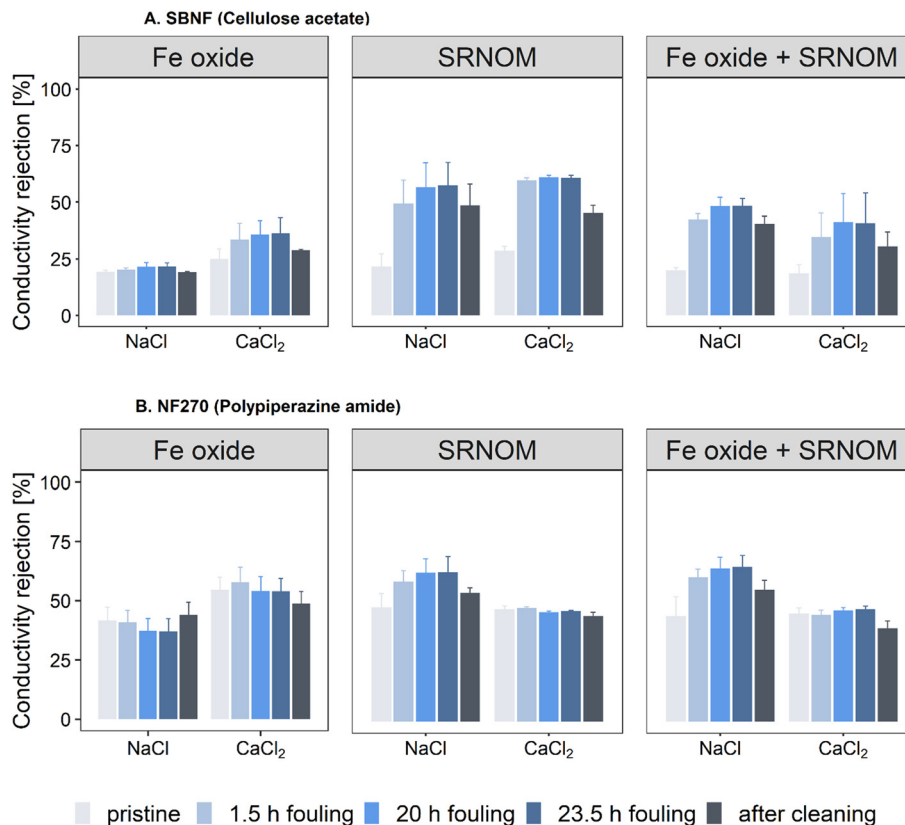 A. SBNF (Cellulose acetate)
Fe oxide
SRNOM
Fe oxide + SRNOM
Conductivity rejection [%]
100
75
50
25
0
NaCl
CaCl₂
NaCl
CaCl₂
NaCl
CaCl₂
B. NF270 (Polypiperazine amide)
Fe oxide
SRNOM
Fe oxide + SRNOM
Conductivity rejection [%]
100
75
50
25
0
NaCl
CaCl₂
NaCl
CaCl₂
NaCl
CaCl₂
pristine 1.5 h fouling 20 h fouling 23.5 h fouling after cleaning